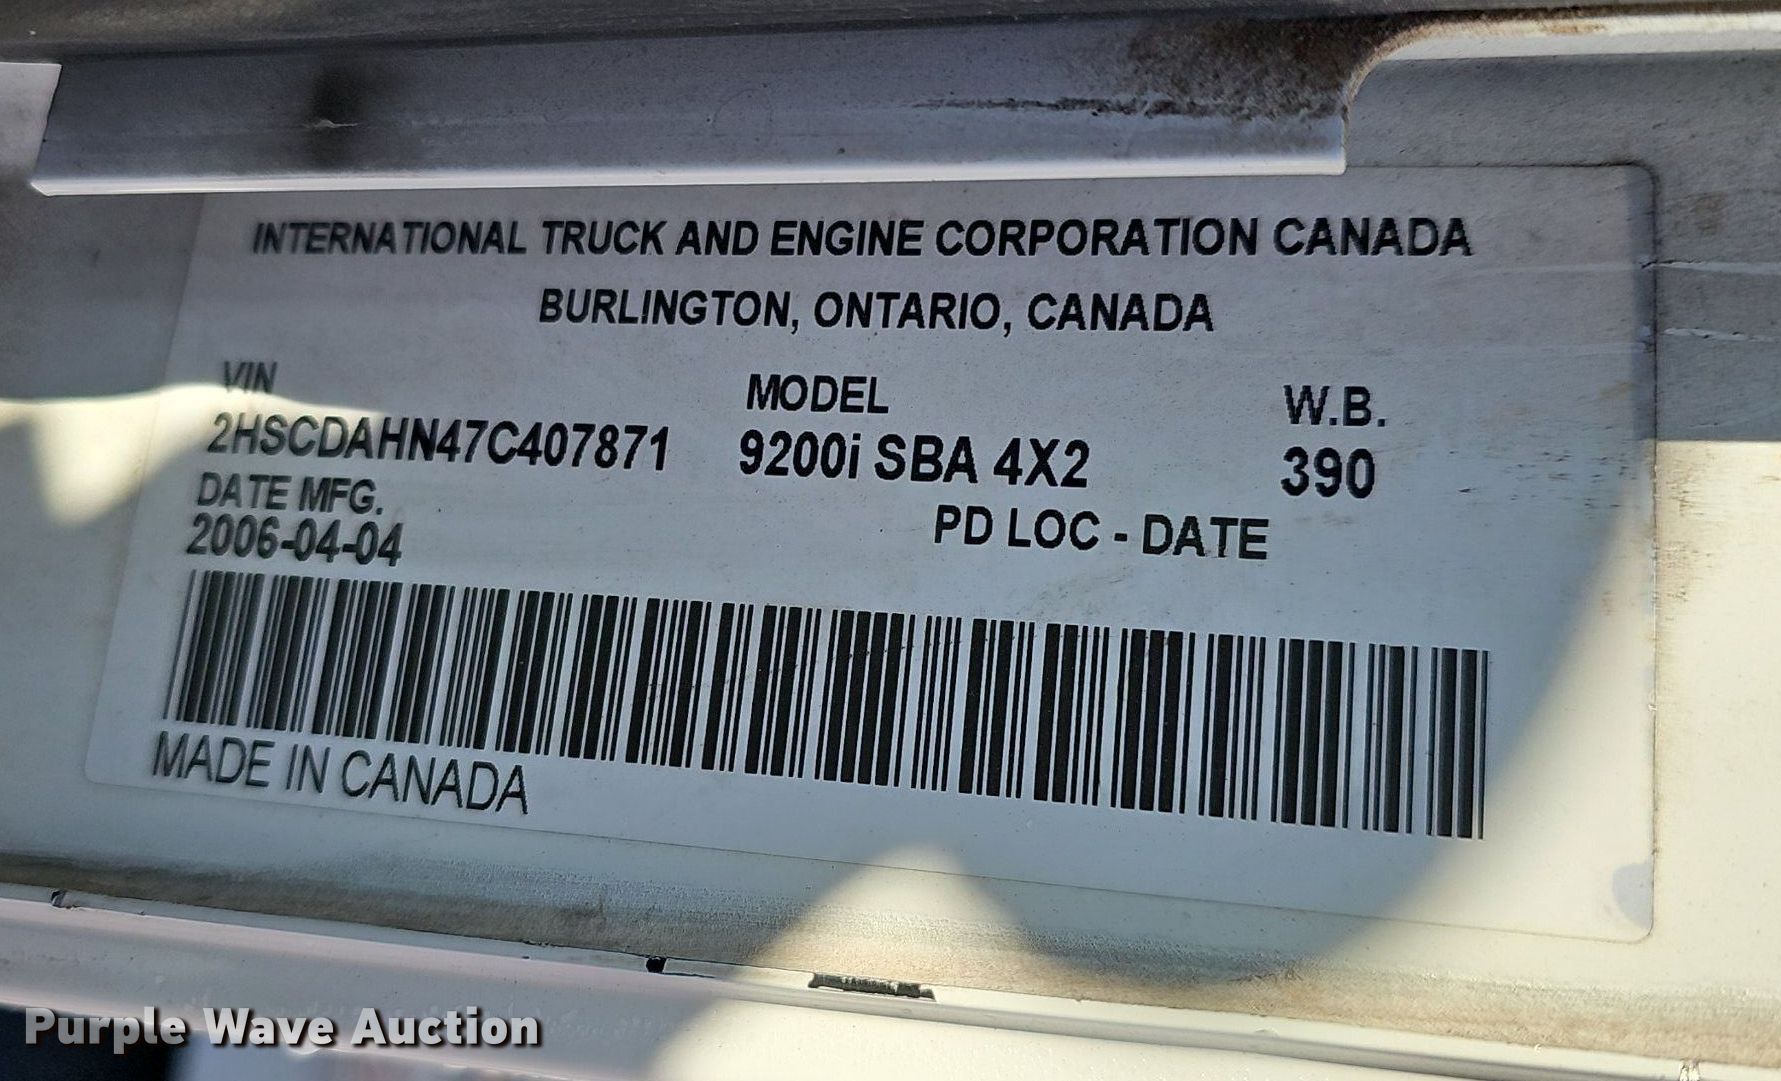 INTERNATIONAL TRUCK AND ENGINE CORPORATION CANADA
BURLINGTON, ONTARIO, CANADA
VIN MODEL W.B.
2HSCDAHN47C407871 9200i SBA 4X2 390
DATE MFG. PD LOC - DATE
2006-04-04
MADE IN CANADA
Purple Wave Auction